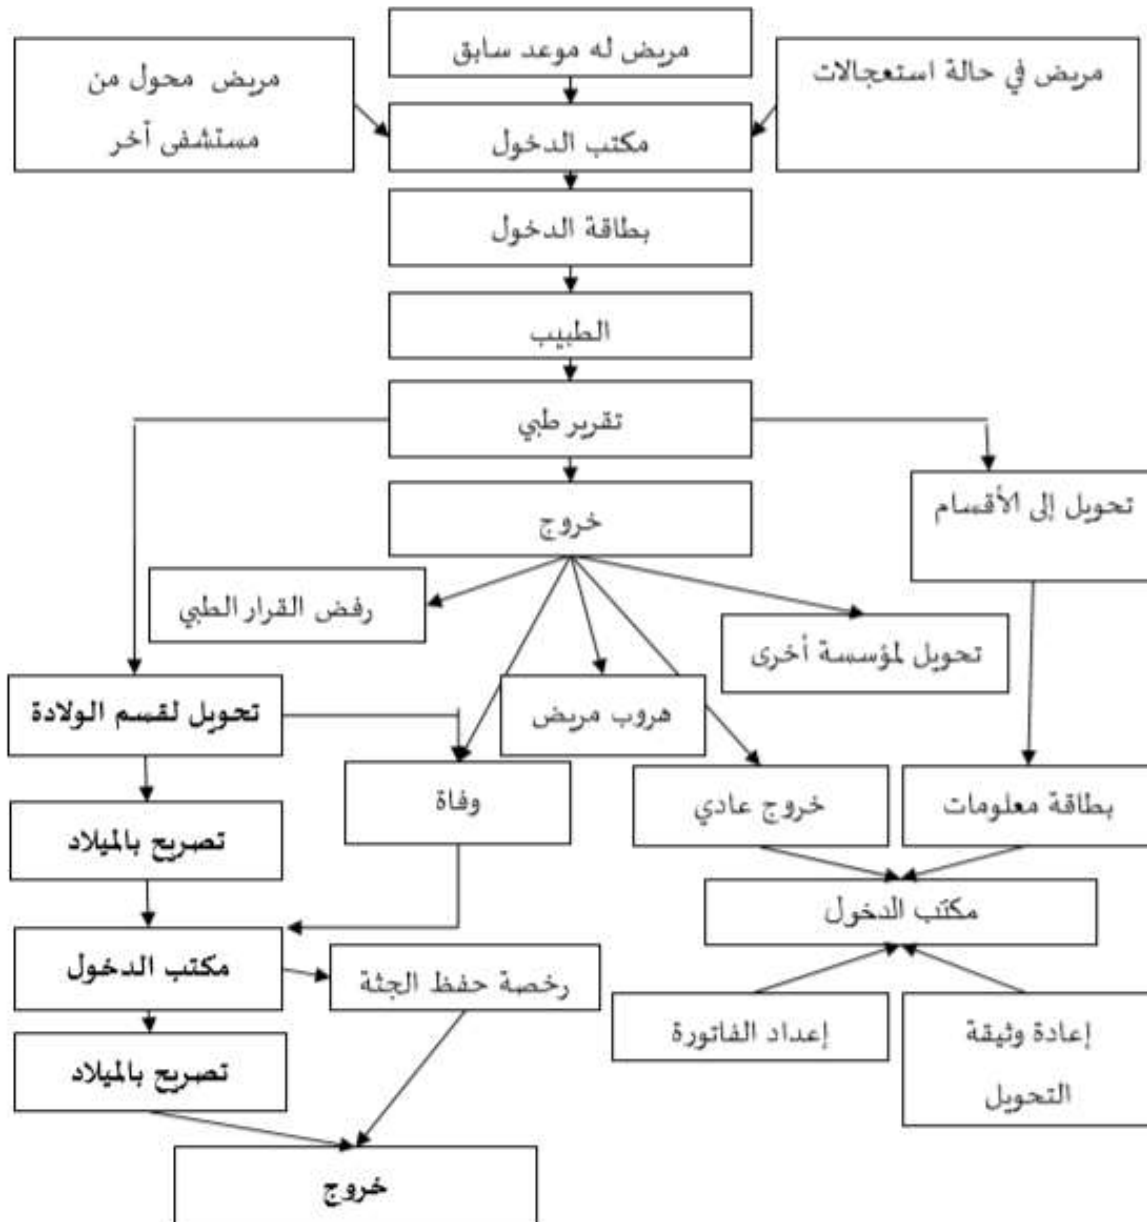 مريض له موعد سابق
مريض في حالة استعجالات
مريض محول من
مستشفى آخر
مكتب الدخول
بطاقة الدخول
الطبيب
تقرير طبي
تحويل إلى الأقسام
خروج
رفض القرار الطبي
تحويل لمؤسسة أخرى
هروب مريض
تحويل لقسم الولادة
وفاة
خروج عادي
بطاقة معلومات
تصريح بالميلاد
مكتب الدخول
مكتب الدخول
رخصة حفظ الجثة
إعداد الفاتورة
إعادة وثيقة
التحويل
تصريح بالميلاد
خروج